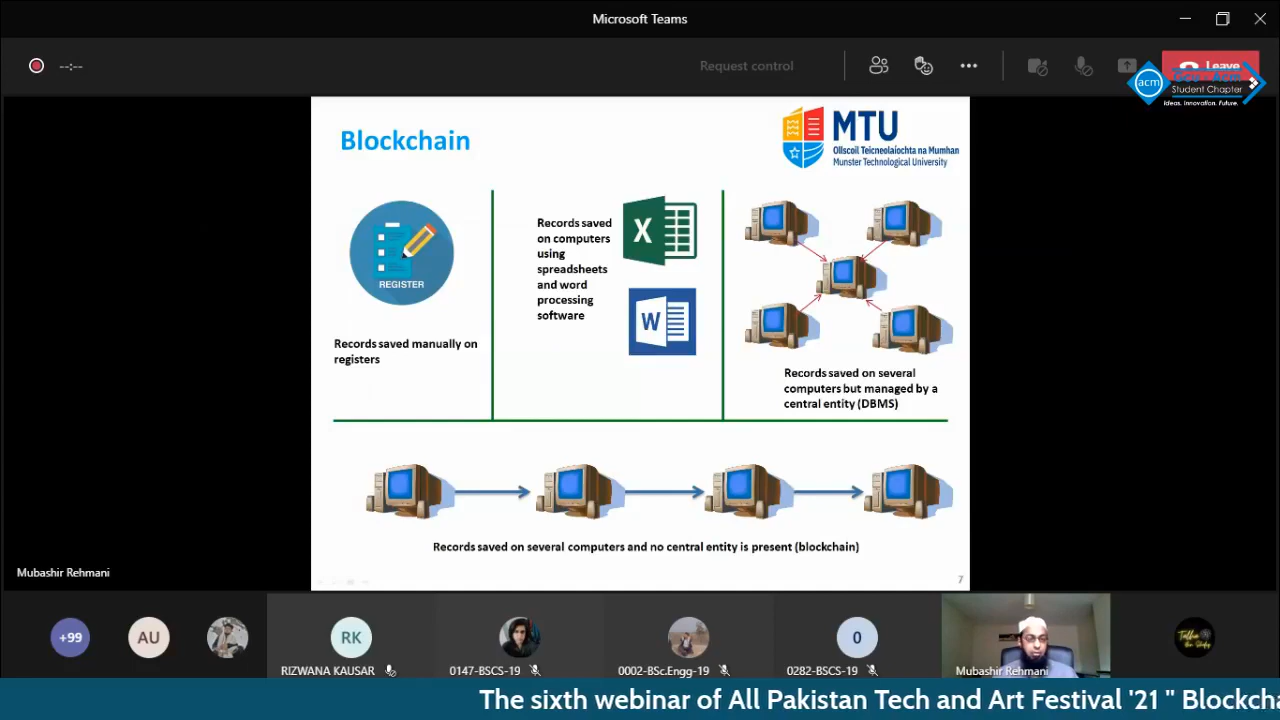 Microsoft Teams
--:--
Request control
Leave
acm
Student Chapter
Ideas. Innovation. Future.
Blockchain
MTU
Ollscoil Teicneolaíochta na Mumhan
Munster Technological University
REGISTER
Records saved manually on
registers
Records saved
on computers
using
spreadsheets
and word
processing
software
X
W
Records saved on several
computers but managed by a
central entity (DBMS)
Records saved on several computers and no central entity is present (blockchain)
7
Mubashir Rehmani
+99
AU
RK
RIZWANA KAUSAR
0147-BSCS-19
0002-BSc.Engg-19
0
0282-BSCS-19
Mubashir Rehmani
The sixth webinar of All Pakistan Tech and Art Festival '21 " Blockcha